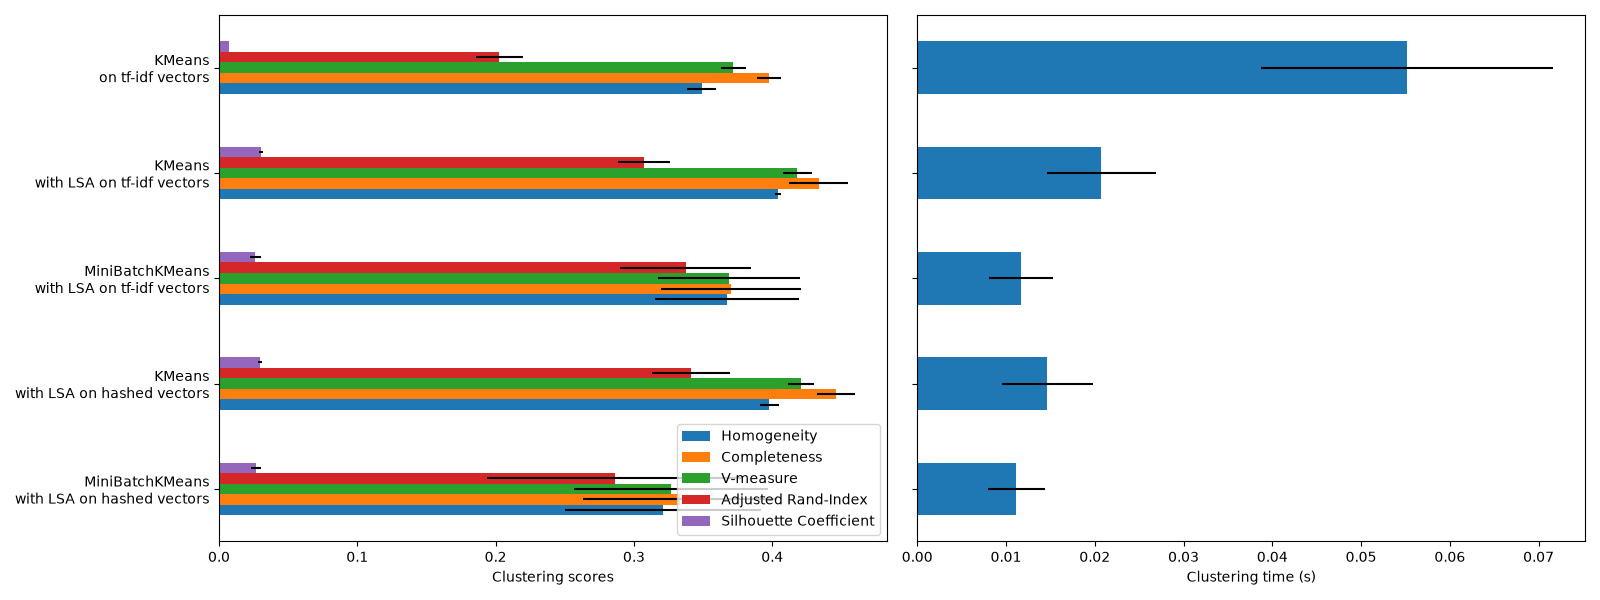 KMeans
on tf-idf vectors
KMeans
with LSA on tf-idf vectors
MiniBatchKMeans
with LSA on tf-idf vectors
KMeans
with LSA on hashed vectors
MiniBatchKMeans
with LSA on hashed vectors
Homogeneity
Completeness
V-measure
Adjusted Rand-Index
Silhouette Coefficient
0.0 0.1 0.2 0.3 0.4
Clustering scores
0.00 0.01 0.02 0.03 0.04 0.05 0.06 0.07
Clustering time (s)